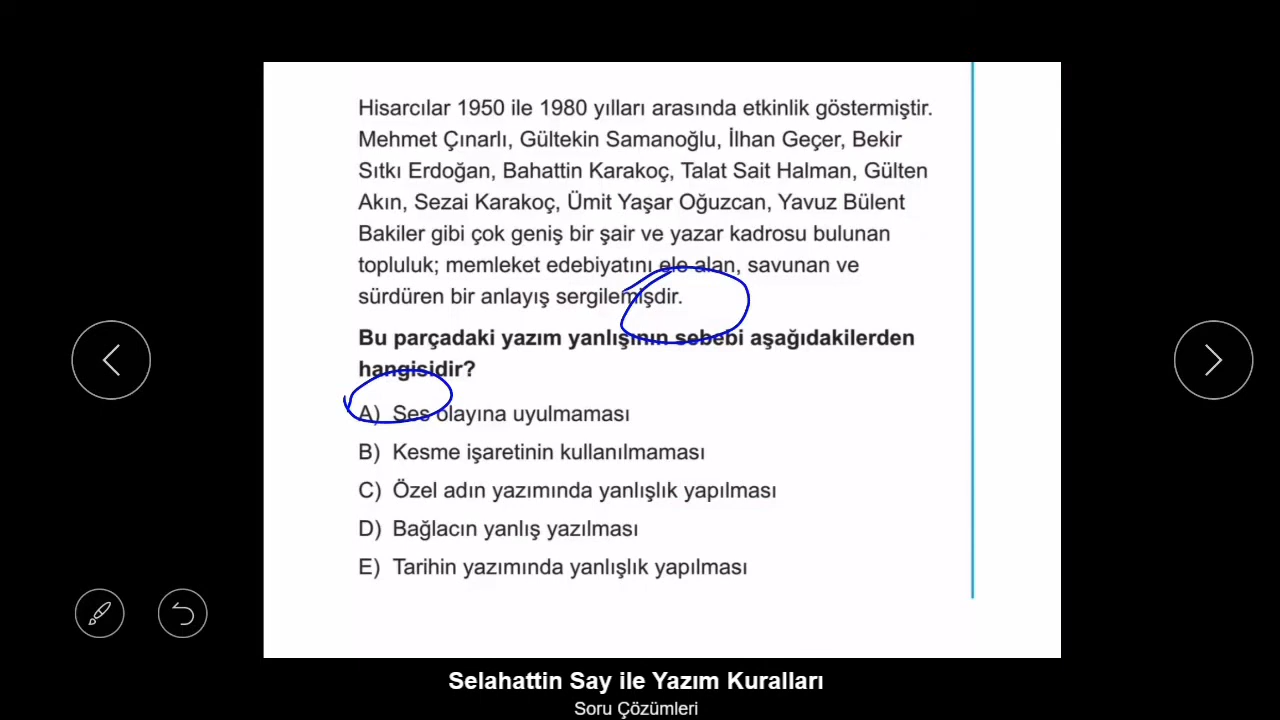 Hisarcılar 1950 ile 1980 yılları arasında etkinlik göstermiştir.
Mehmet Çınarlı, Gültekin Samanoğlu, İlhan Geçer, Bekir
Sıtkı Erdoğan, Bahattin Karakoç, Talat Sait Halman, Gülten
Akın, Sezai Karakoç, Ümit Yaşar Oğuzcan, Yavuz Bülent
Bakiler gibi çok geniş bir şair ve yazar kadrosu bulunan
topluluk; memleket edebiyatını ele alan, savunan ve
sürdüren bir anlayış sergilemişdir.
Bu parçadaki yazım yanlışının sebebi aşağıdakilerden
hangisidir?
A) Ses olayına uyulmaması
B) Kesme işaretinin kullanılmaması
C) Özel adın yazımında yanlışlık yapılması
D) Bağlacın yanlış yazılması
E) Tarihin yazımında yanlışlık yapılması
Selahattin Say ile Yazım Kuralları
Soru Çözümleri